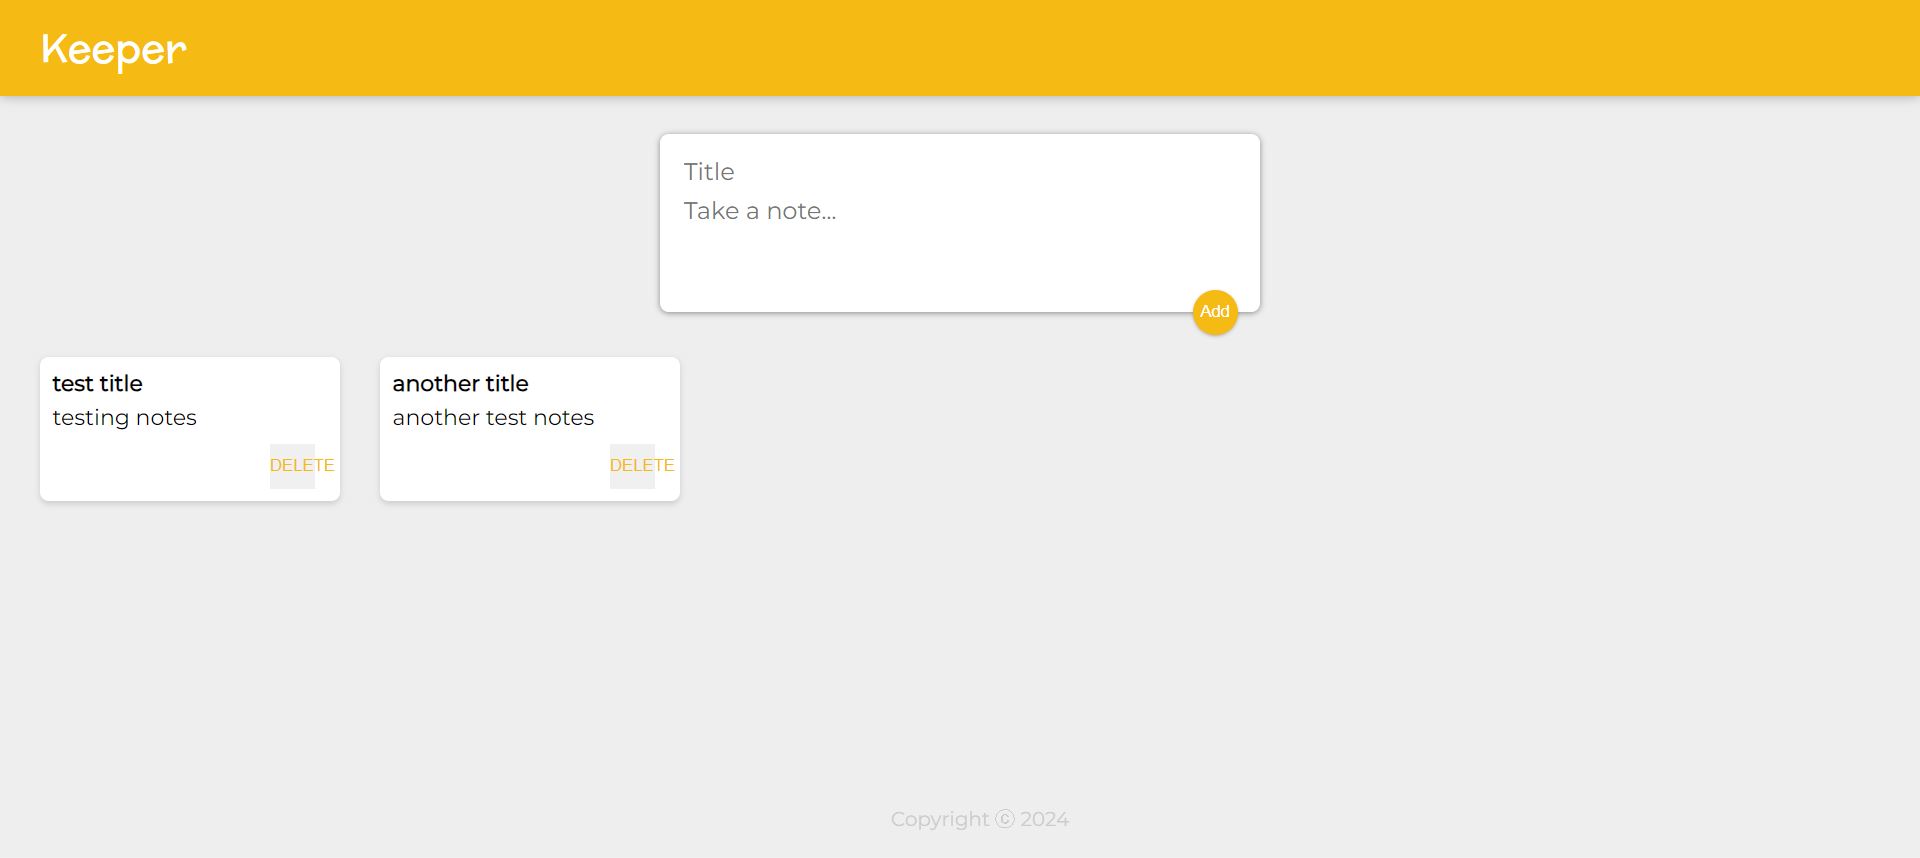 Keeper
Title
Take a note...
Add
test title
testing notes
DELETE
another title
another test notes
DELETE
Copyright ⓒ 2024